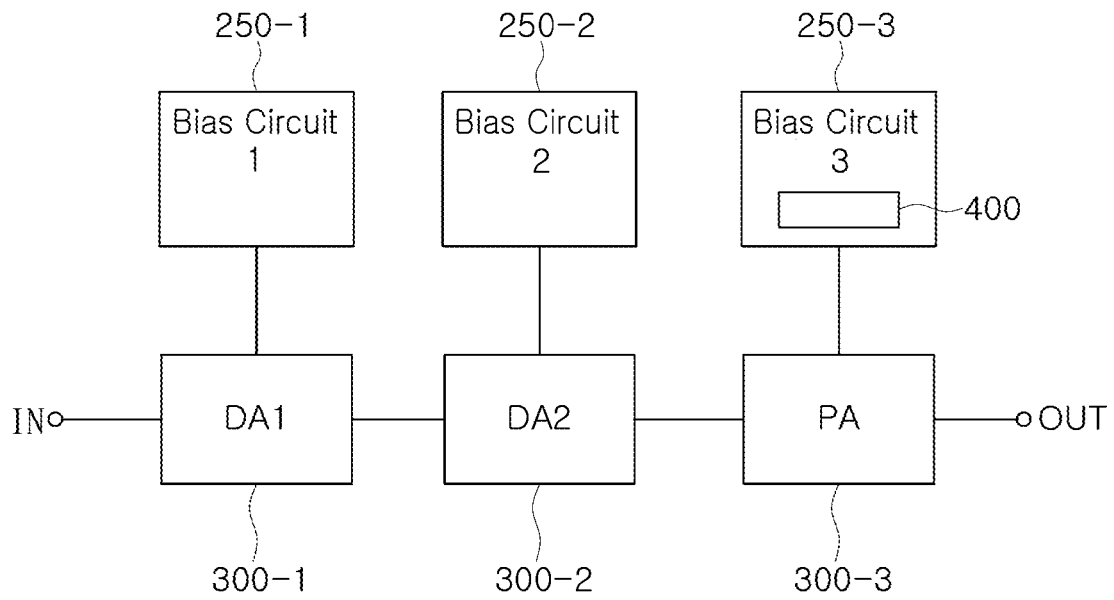 250-1
250-2
250-3
Bias Circuit
1
Bias Circuit
2
Bias Circuit
3
400
IN
DA1
DA2
PA
OUT
300-1
300-2
300-3